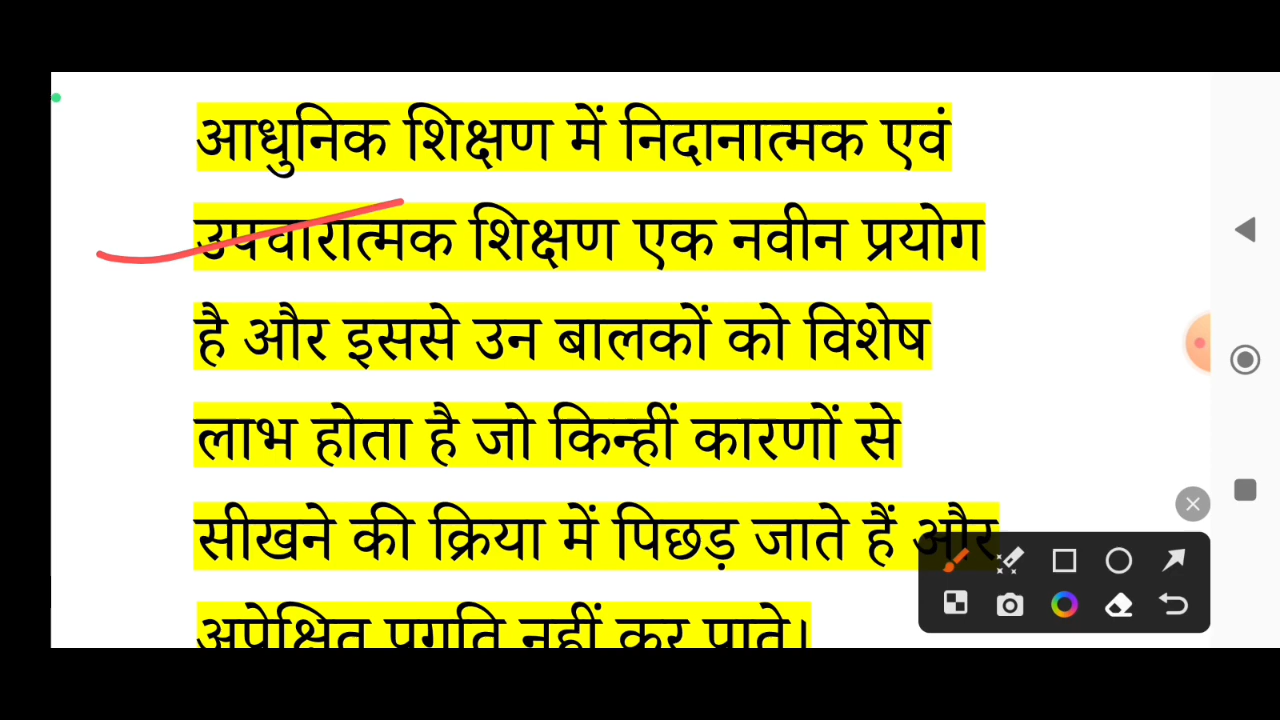 आधुनिक शिक्षण में निदानात्मक एवं
उपवारात्मक शिक्षण एक नवीन प्रयोग
है और इससे उन बालकों को विशेष
लाभ होता है जो किन्हीं कारणों से
सीखने की क्रिया में पिछड़ जाते हैं और
अपेक्षित प्रगति नहीं कर पाते।